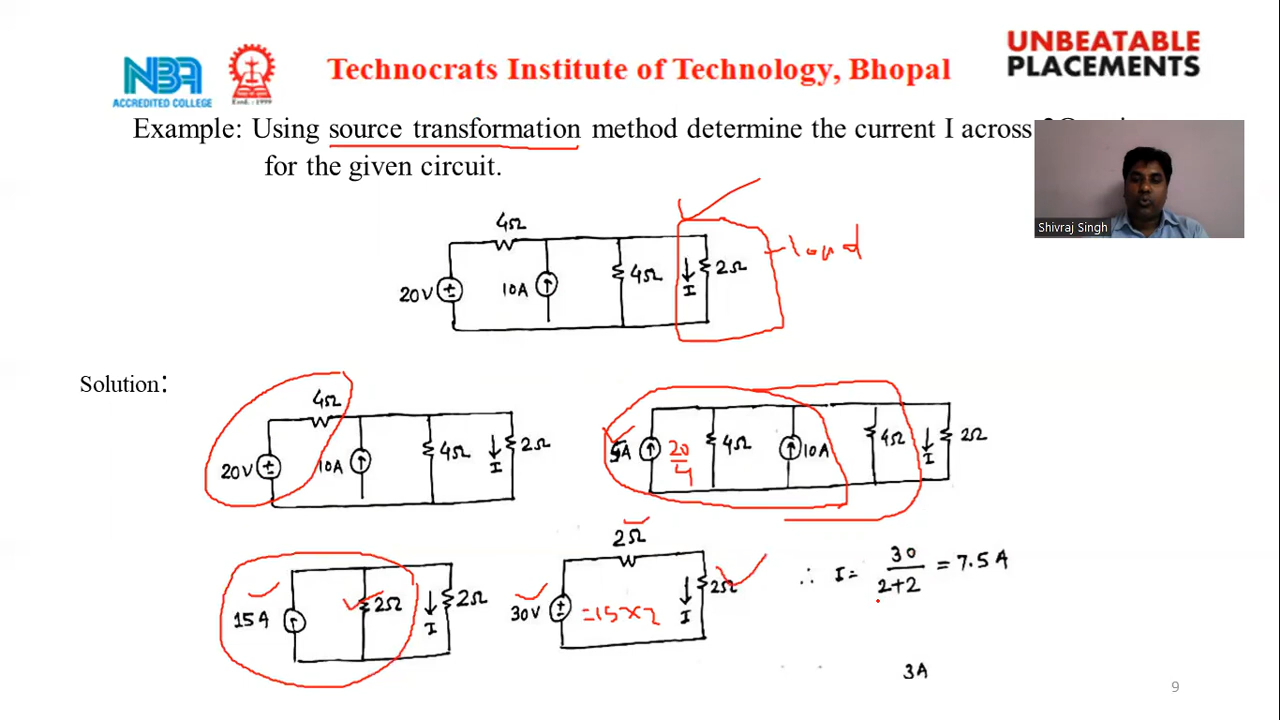 NBA
ACCREDITED COLLEGE
Estd. : 1999
Technocrats Institute of Technology, Bhopal
UNBEATABLE
PLACEMENTS
Example: Using source transformation method determine the current I across
for the given circuit.
Shivraj Singh
4Ω
20V
10A
4Ω
I
2Ω
load
Solution:
4Ω
20V
10A
4Ω
I
2Ω
5A
20/4
4Ω
10A
4Ω
I
2Ω
15A
2Ω
I
2Ω
2Ω
30V
=15×2
I
2Ω
∴ I = 30/2+2 = 7.5 A
3A
9